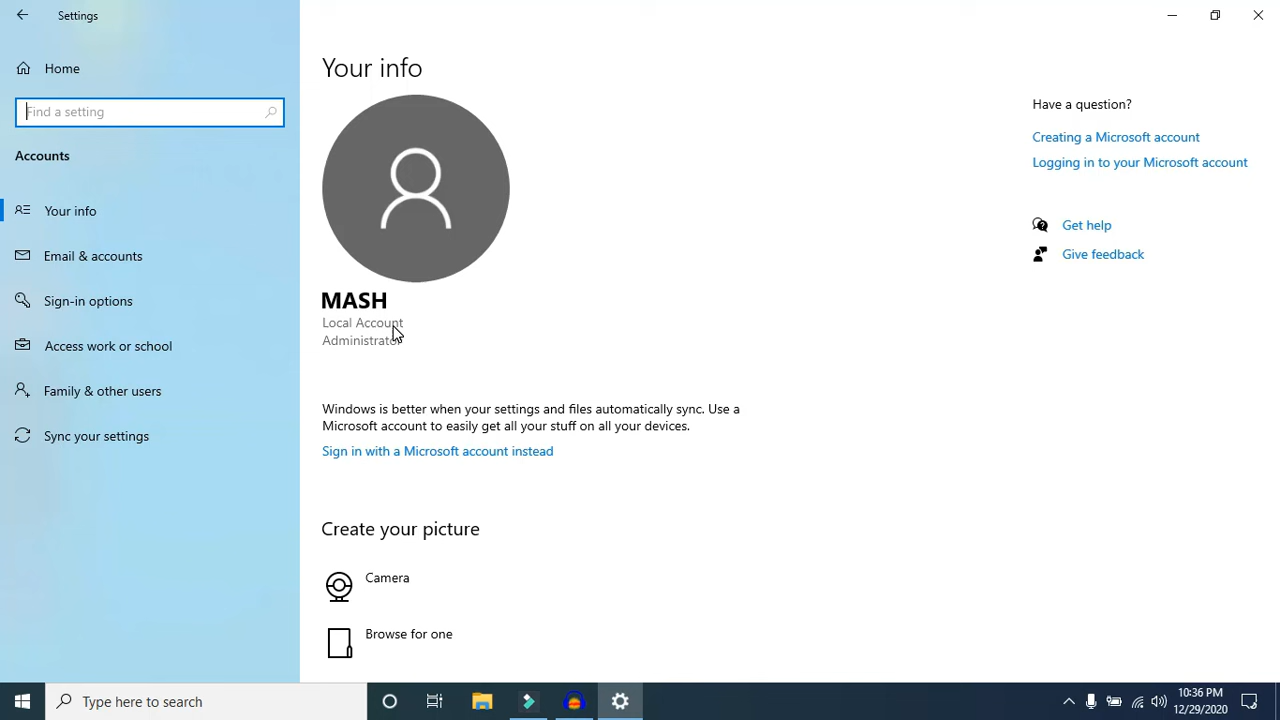 Settings
Home
Find a setting
Accounts
Your info
Email & accounts
Sign-in options
Access work or school
Family & other users
Sync your settings
Your info
MASH
Local Account
Administrator
Windows is better when your settings and files automatically sync. Use a
Microsoft account to easily get all your stuff on all your devices.
Sign in with a Microsoft account instead
Create your picture
Camera
Browse for one
Have a question?
Creating a Microsoft account
Logging in to your Microsoft account
Get help
Give feedback
Type here to search
10:36 PM
12/29/2020